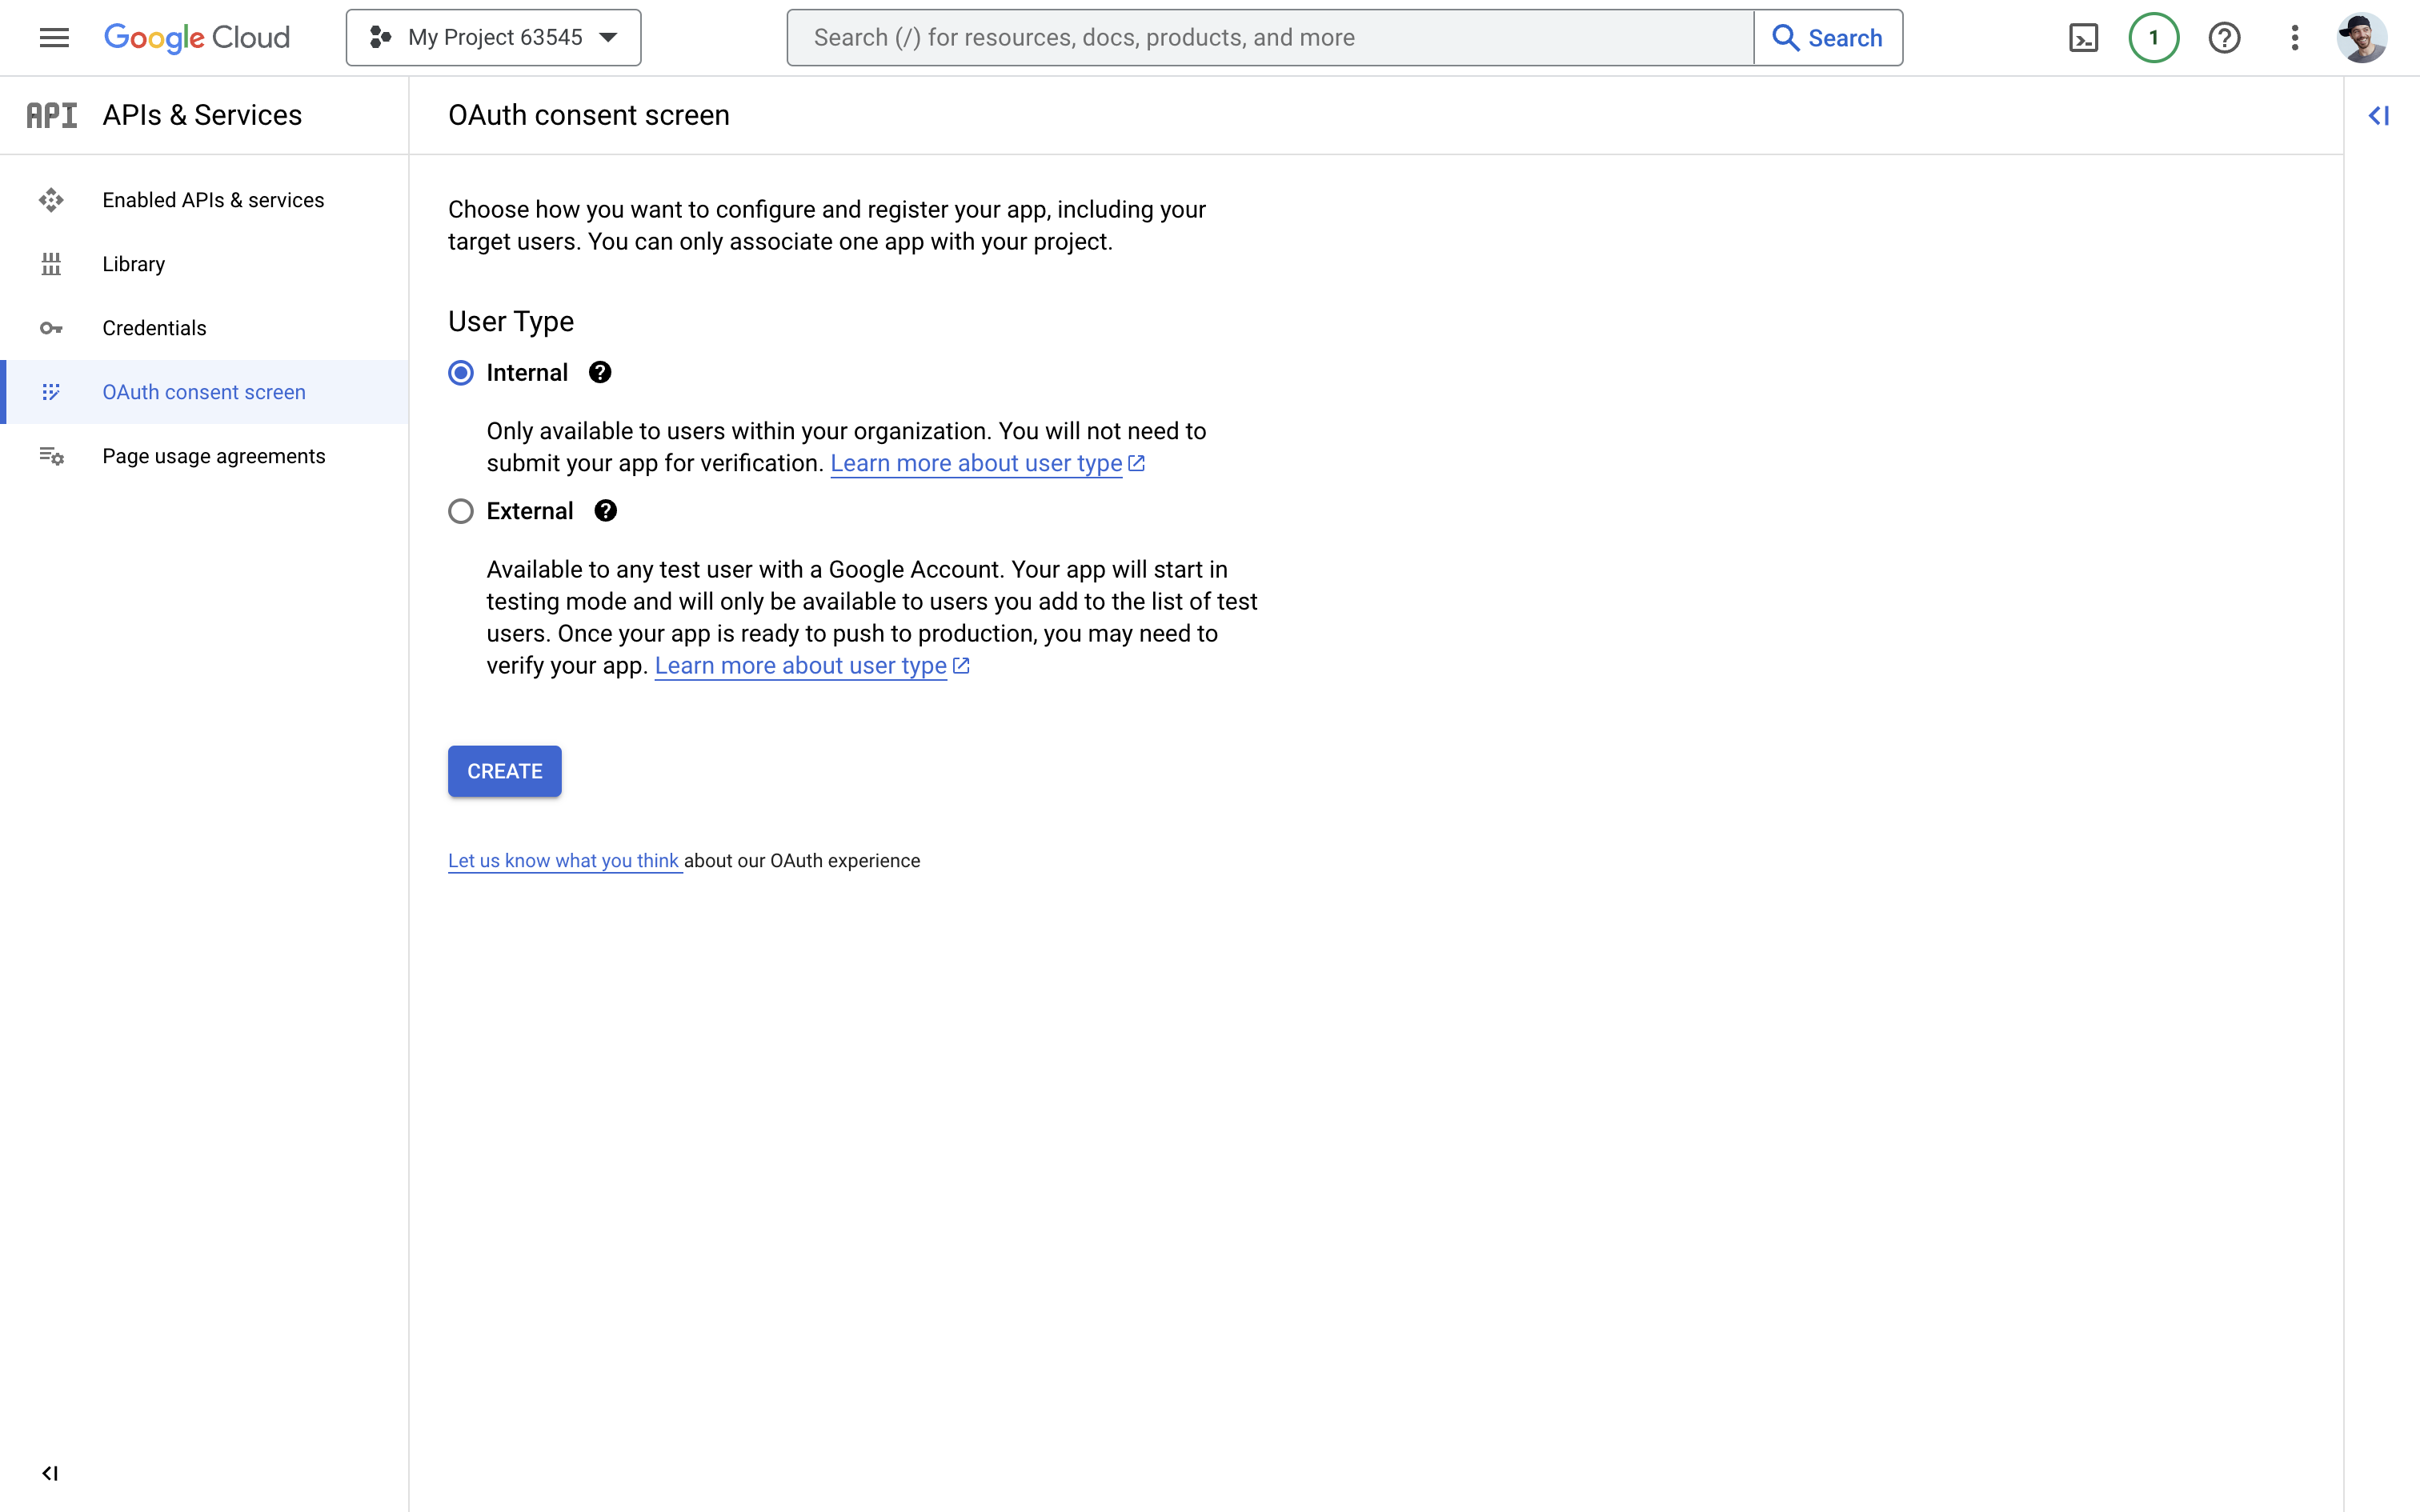 Google Cloud
My Project 63545
Search (/) for resources, docs, products, and more
Search
1
API APIs & Services
Enabled APIs & services
Library
Credentials
OAuth consent screen
Page usage agreements
OAuth consent screen
Choose how you want to configure and register your app, including your
target users. You can only associate one app with your project.
User Type
Internal
Only available to users within your organization. You will not need to
submit your app for verification. Learn more about user type
External
Available to any test user with a Google Account. Your app will start in
testing mode and will only be available to users you add to the list of test
users. Once your app is ready to push to production, you may need to
verify your app. Learn more about user type
CREATE
Let us know what you think about our OAuth experience